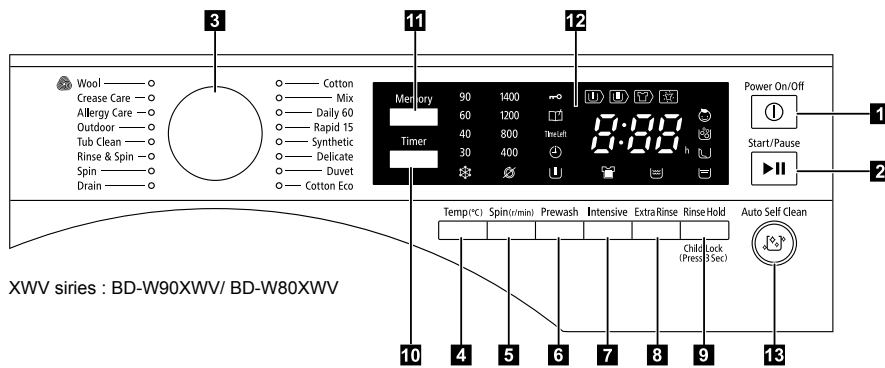 3
11
12
Wool
Crease Care
Allergy Care
Outdoor
Tub Clean
Rinse & Spin
Spin
Drain
Cotton
Mix
Daily 60
Rapid 15
Synthetic
Delicate
Duvet
Cotton Eco
Memory
Timer
90 1400
60 1200
40 800 Time Left
30 400
8:88 h
Power On/Off
1
Start/Pause
2
Temp(°C) Spin(r/min) Prewash Intensive Extra Rinse Rinse Hold
Child Lock
(Press 3 Sec)
Auto Self Clean
XWV siries : BD-W90XWV/ BD-W80XWV
10 4 5 6 7 8 9 13